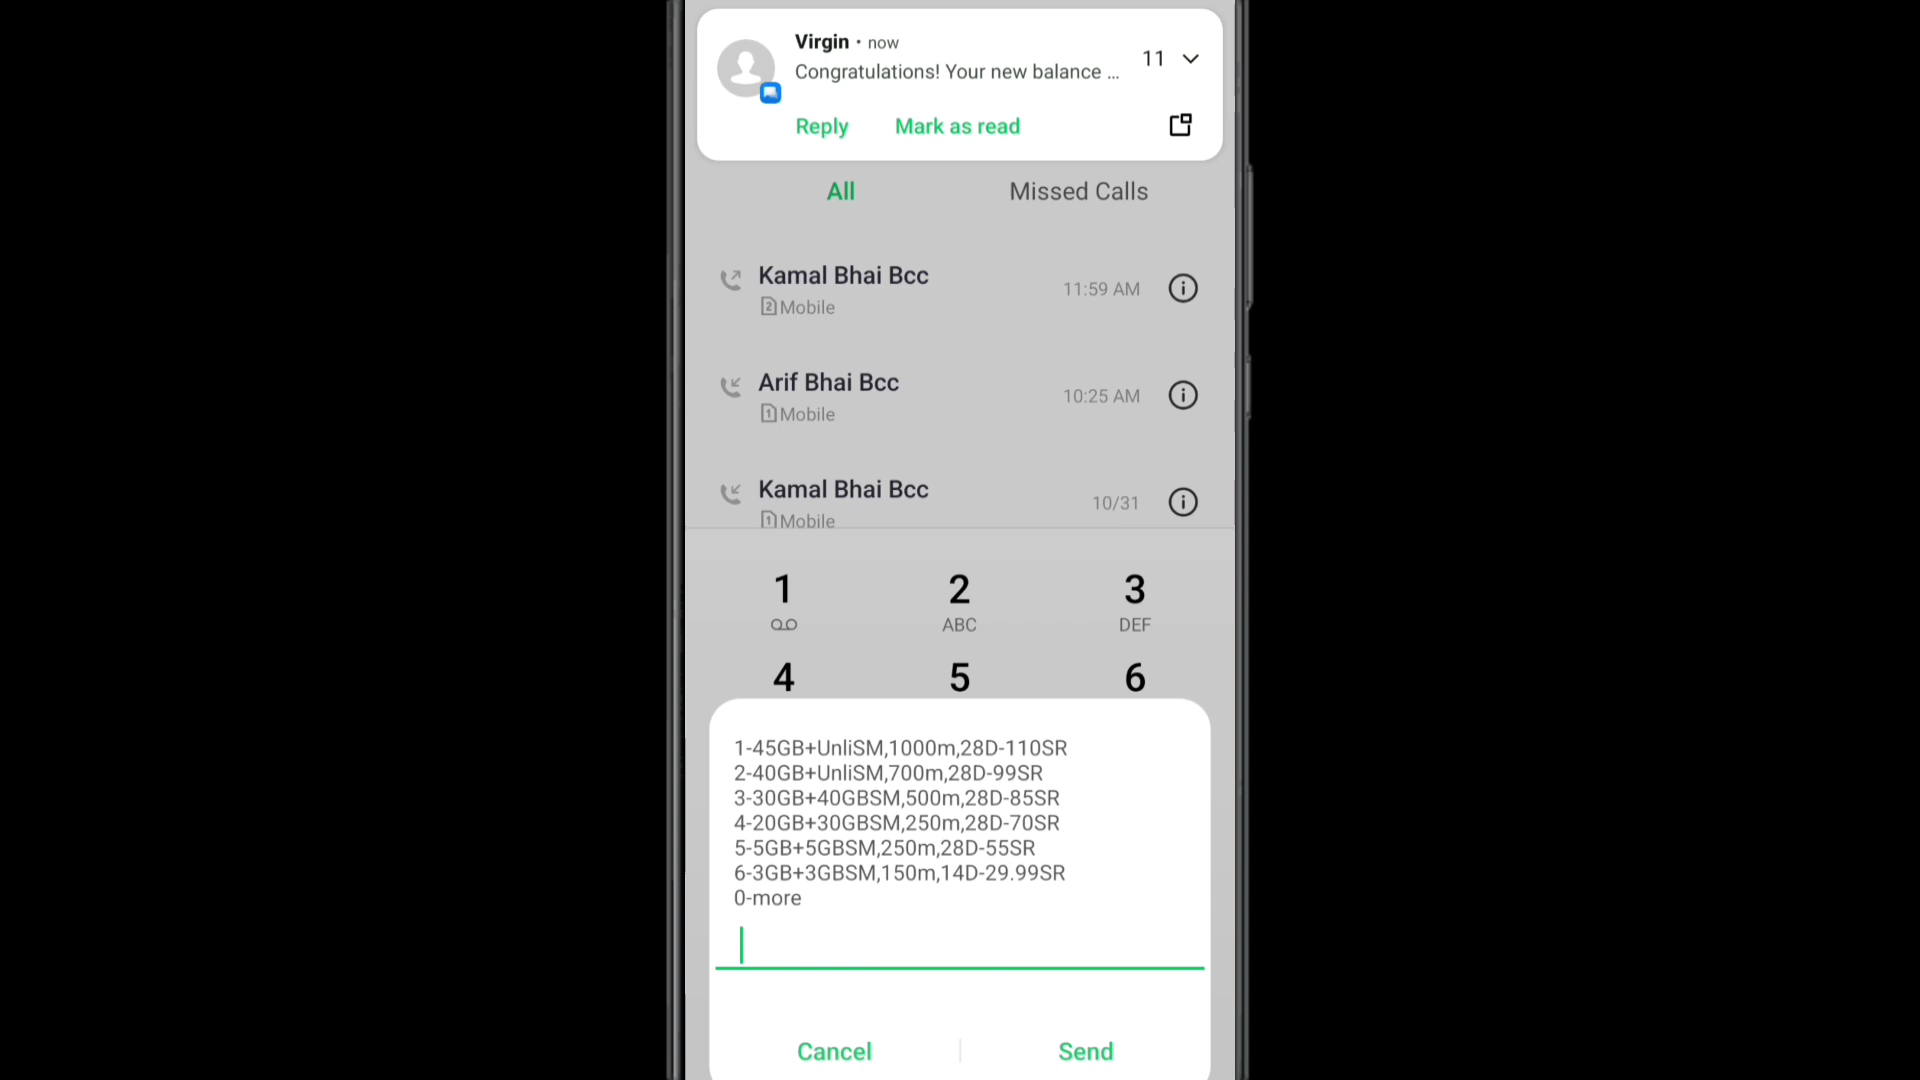 Virgin • now
Congratulations! Your new balance ...
11
Reply Mark as read
All Missed Calls
Kamal Bhai Bcc
2 Mobile
11:59 AM
Arif Bhai Bcc
1 Mobile
10:25 AM
Kamal Bhai Bcc
1 Mobile
10/31
1 2 3
ABC DEF
4 5 6
1-45GB+UnliSM,1000m,28D-110SR
2-40GB+UnliSM,700m,28D-99SR
3-30GB+40GBSM,500m,28D-85SR
4-20GB+30GBSM,250m,28D-70SR
5-5GB+5GBSM,250m,28D-55SR
6-3GB+3GBSM,150m,14D-29.99SR
0-more
Cancel Send